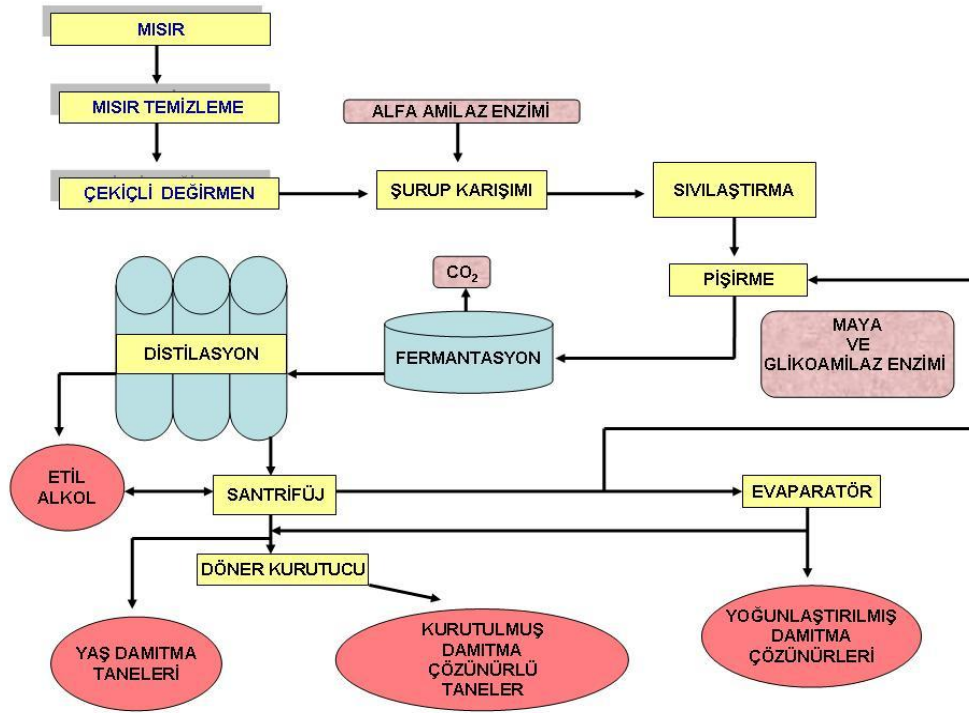 MISIR
MISIR TEMİZLEME
ALFA AMİLAZ ENZİMİ
ÇEKİÇLİ DEĞİRMEN
ŞURUP KARIŞIMI
SIVILAŞTIRMA
CO₂
PİŞİRME
MAYA
VE
GLİKOAMİLAZ ENZİMİ
DİSTİLASYON
FERMANTASYON
ETİL
ALKOL
SANTRİFÜJ
EVAPARATÖR
DÖNER KURUTUCU
YAŞ DAMITMA
TANELERİ
KURUTULMUŞ
DAMITMA
ÇÖZÜNÜRLÜ
TANELER
YOĞUNLAŞTIRILMIŞ
DAMITMA
ÇÖZÜNÜRLERİ